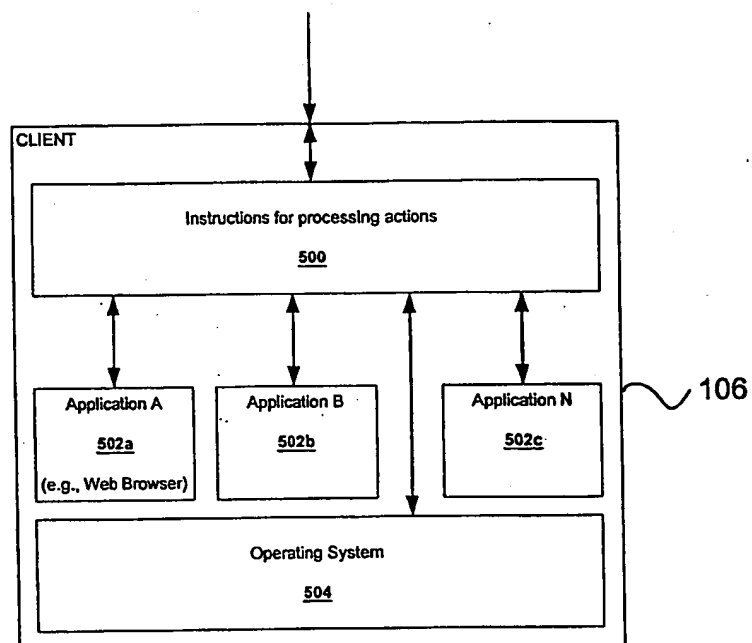 CLIENT
Instructions for processing actions
500
Application A
502a
(e.g., Web Browser)
Application B
502b
Application N
502c
106
Operating System
504